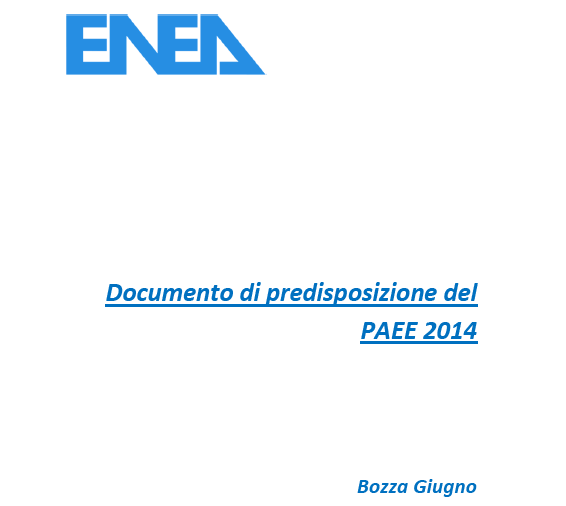 ENEA
Documento di predisposizione del
PAEE 2014
Bozza Giugno